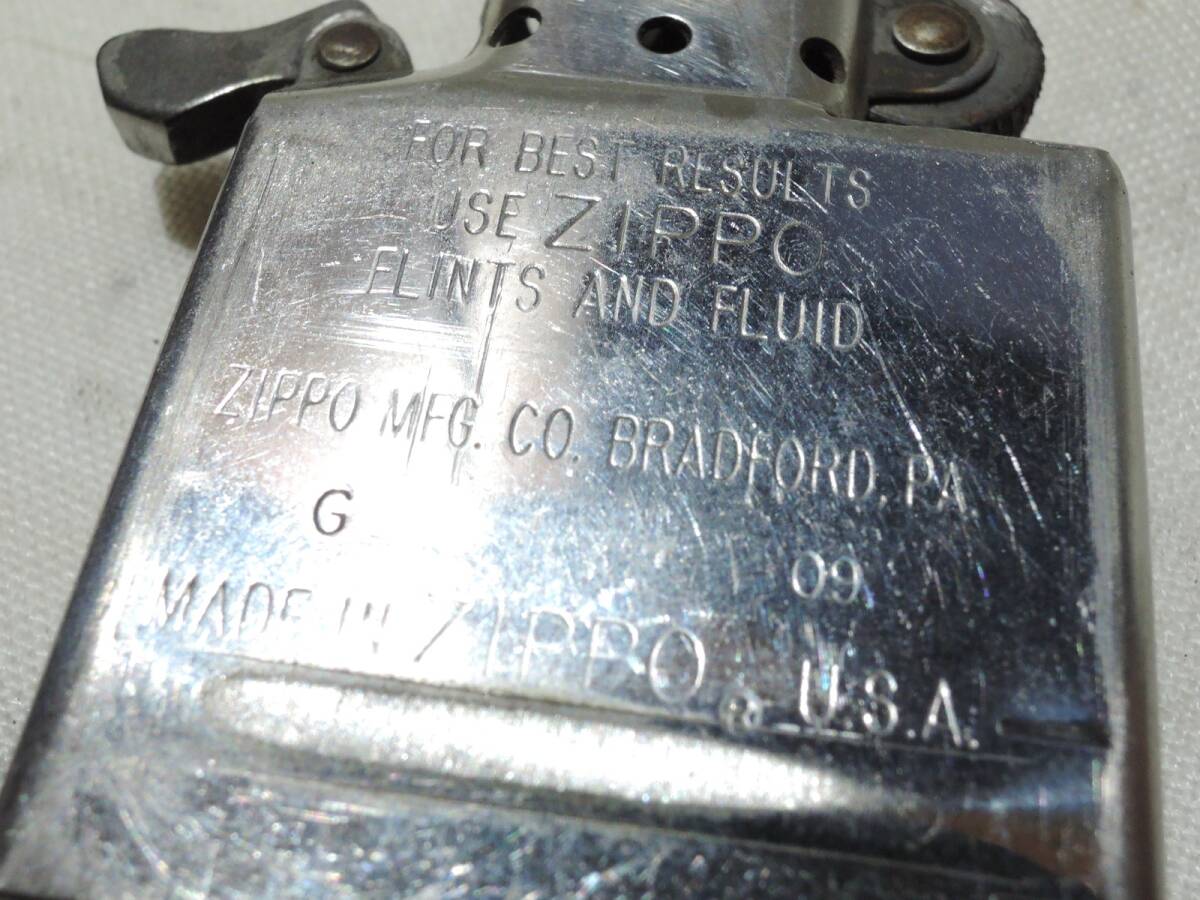 FOR BEST RESULTS
USE ZIPPO
FLINTS AND FLUID
ZIPPO MFG. CO. BRADFORD, PA
G 09
MADE IN ZIPPO ® U.S.A.